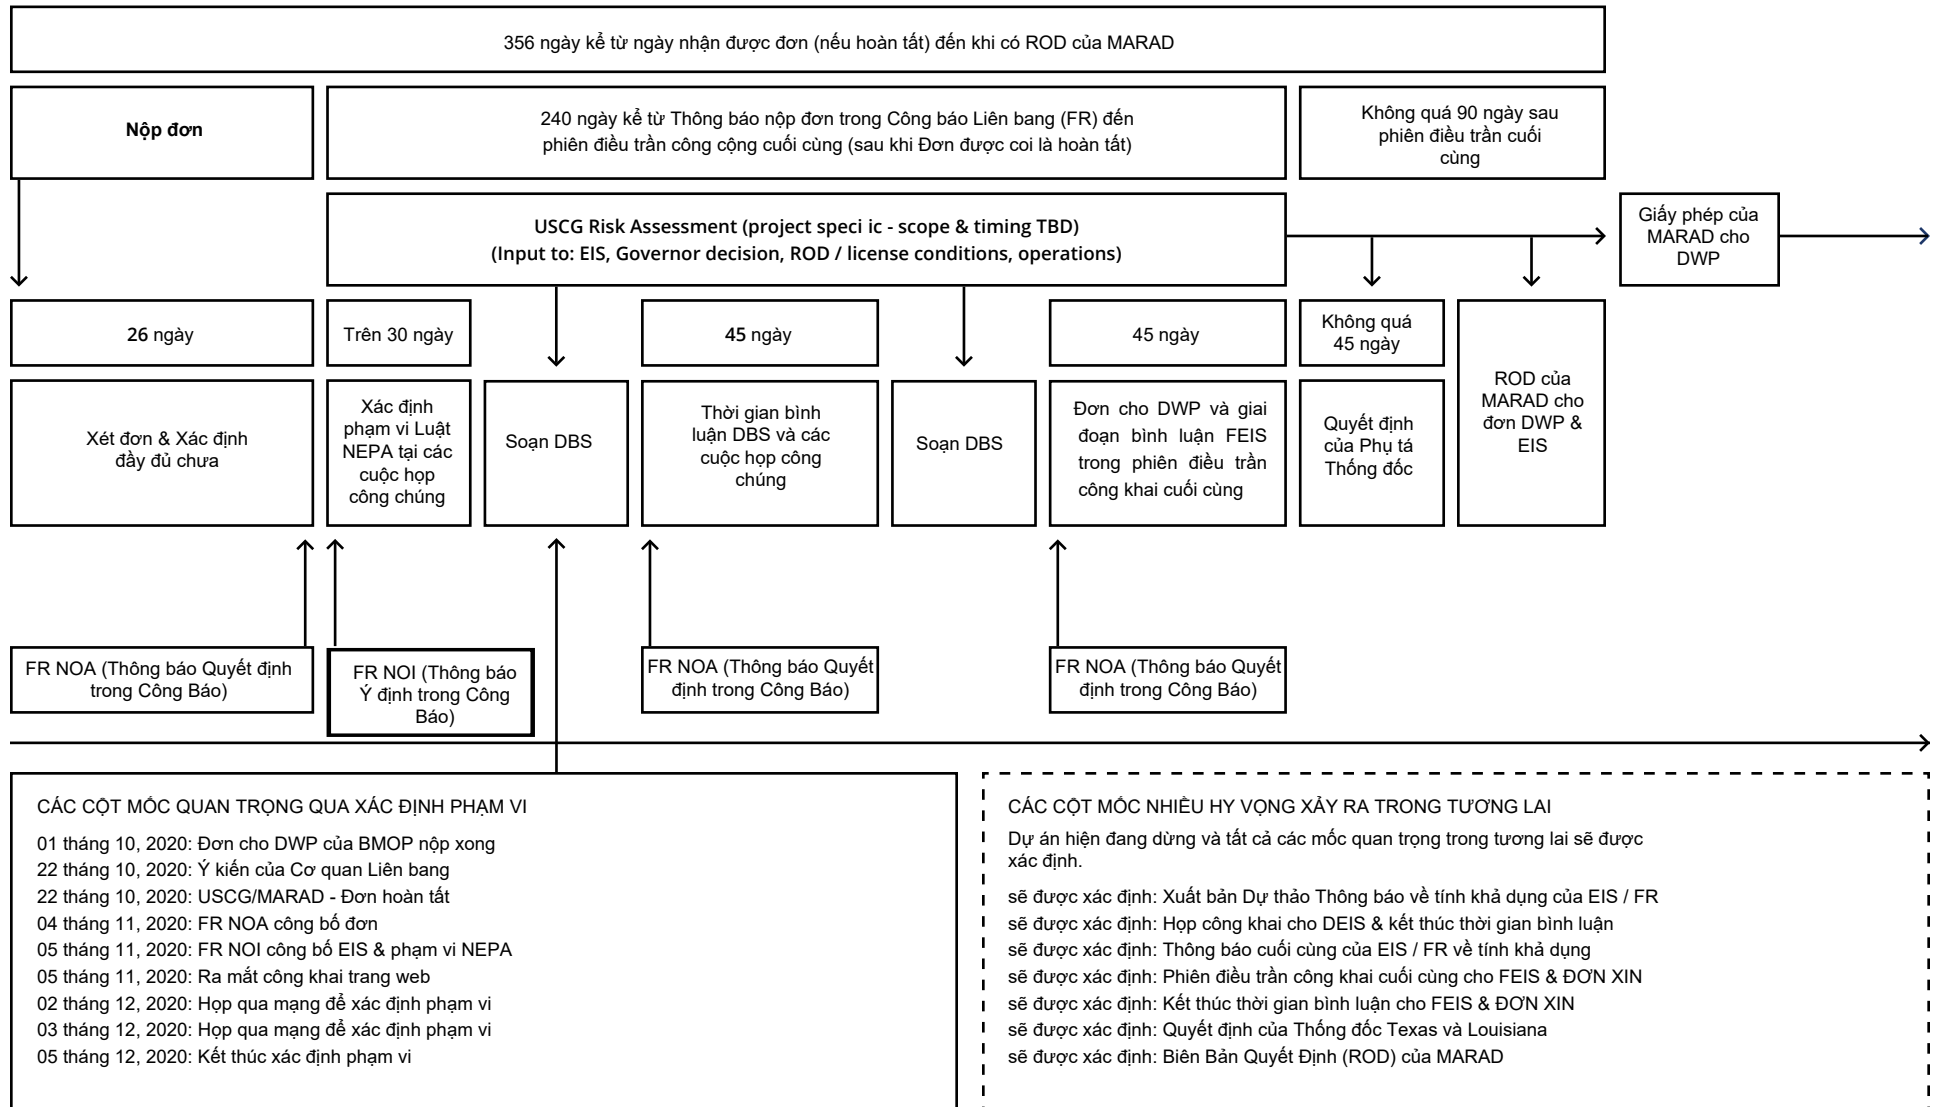 356 ngày kể từ ngày nhận được đơn (nếu hoàn tất) đến khi có ROD của MARAD
Nộp đơn
240 ngày kể từ Thông báo nộp đơn trong Công báo Liên bang (FR) đến
phiên điều trần công cộng cuối cùng (sau khi Đơn được coi là hoàn tất)
Không quá 90 ngày sau
phiên điều trần cuối
cùng
USCG Risk Assessment (project speci ic - scope & timing TBD)
(Input to: EIS, Governor decision, ROD / license conditions, operations)
Giấy phép của
MARAD cho
DWP
26 ngày
Trên 30 ngày
45 ngày
45 ngày
Không quá
45 ngày
Xét đơn & Xác định
đầy đủ chưa
Xác định
phạm vi Luật
NEPA tại các
cuộc họp
công chúng
Soạn DBS
Thời gian bình
luận DBS và các
cuộc họp công
chúng
Soạn DBS
Đơn cho DWP và giai
đoạn bình luận FEIS
trong phiên điều trần
công khai cuối cùng
Quyết định
của Phụ tá
Thống đốc
ROD của
MARAD cho
đơn DWP &
EIS
FR NOA (Thông báo Quyết định
trong Công Báo)
FR NOI (Thông báo
Ý định trong Công
Báo)
FR NOA (Thông báo Quyết
định trong Công Báo)
FR NOA (Thông báo Quyết
định trong Công Báo)
CÁC CỘT MỐC QUAN TRỌNG QUA XÁC ĐỊNH PHẠM VI
01 tháng 10, 2020: Đơn cho DWP của BMOP nộp xong
22 tháng 10, 2020: Ý kiến của Cơ quan Liên bang
22 tháng 10, 2020: USCG/MARAD - Đơn hoàn tất
04 tháng 11, 2020: FR NOA công bố đơn
05 tháng 11, 2020: FR NOI công bố EIS & phạm vi NEPA
05 tháng 11, 2020: Ra mắt công khai trang web
02 tháng 12, 2020: Họp qua mạng để xác định phạm vi
03 tháng 12, 2020: Họp qua mạng để xác định phạm vi
05 tháng 12, 2020: Kết thúc xác định phạm vi
CÁC CỘT MỐC NHIỀU HY VỌNG XẢY RA TRONG TƯƠNG LAI
Dự án hiện đang dừng và tất cả các mốc quan trọng trong tương lai sẽ được
xác định.
sẽ được xác định: Xuất bản Dự thảo Thông báo về tính khả dụng của EIS / FR
sẽ được xác định: Họp công khai cho DEIS & kết thúc thời gian bình luận
sẽ được xác định: Thông báo cuối cùng của EIS / FR về tính khả dụng
sẽ được xác định: Phiên điều trần công khai cuối cùng cho FEIS & ĐƠN XIN
sẽ được xác định: Kết thúc thời gian bình luận cho FEIS & ĐƠN XIN
sẽ được xác định: Quyết định của Thống đốc Texas và Louisiana
sẽ được xác định: Biên Bản Quyết Định (ROD) của MARAD